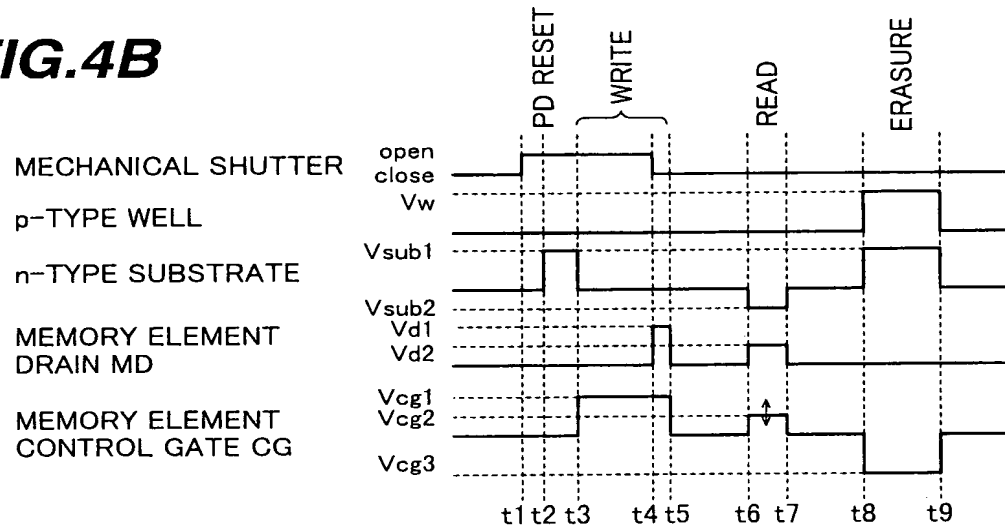 FIG.4B
PD RESET
WRITE
READ
ERASURE
MECHANICAL SHUTTER
open
close
p-TYPE WELL
Vw
n-TYPE SUBSTRATE
Vsub1
Vsub2
MEMORY ELEMENT
DRAIN MD
Vd1
Vd2
MEMORY ELEMENT
CONTROL GATE CG
Vcg1
Vcg2
Vcg3
t1 t2 t3 t4 t5 t6 t7 t8 t9